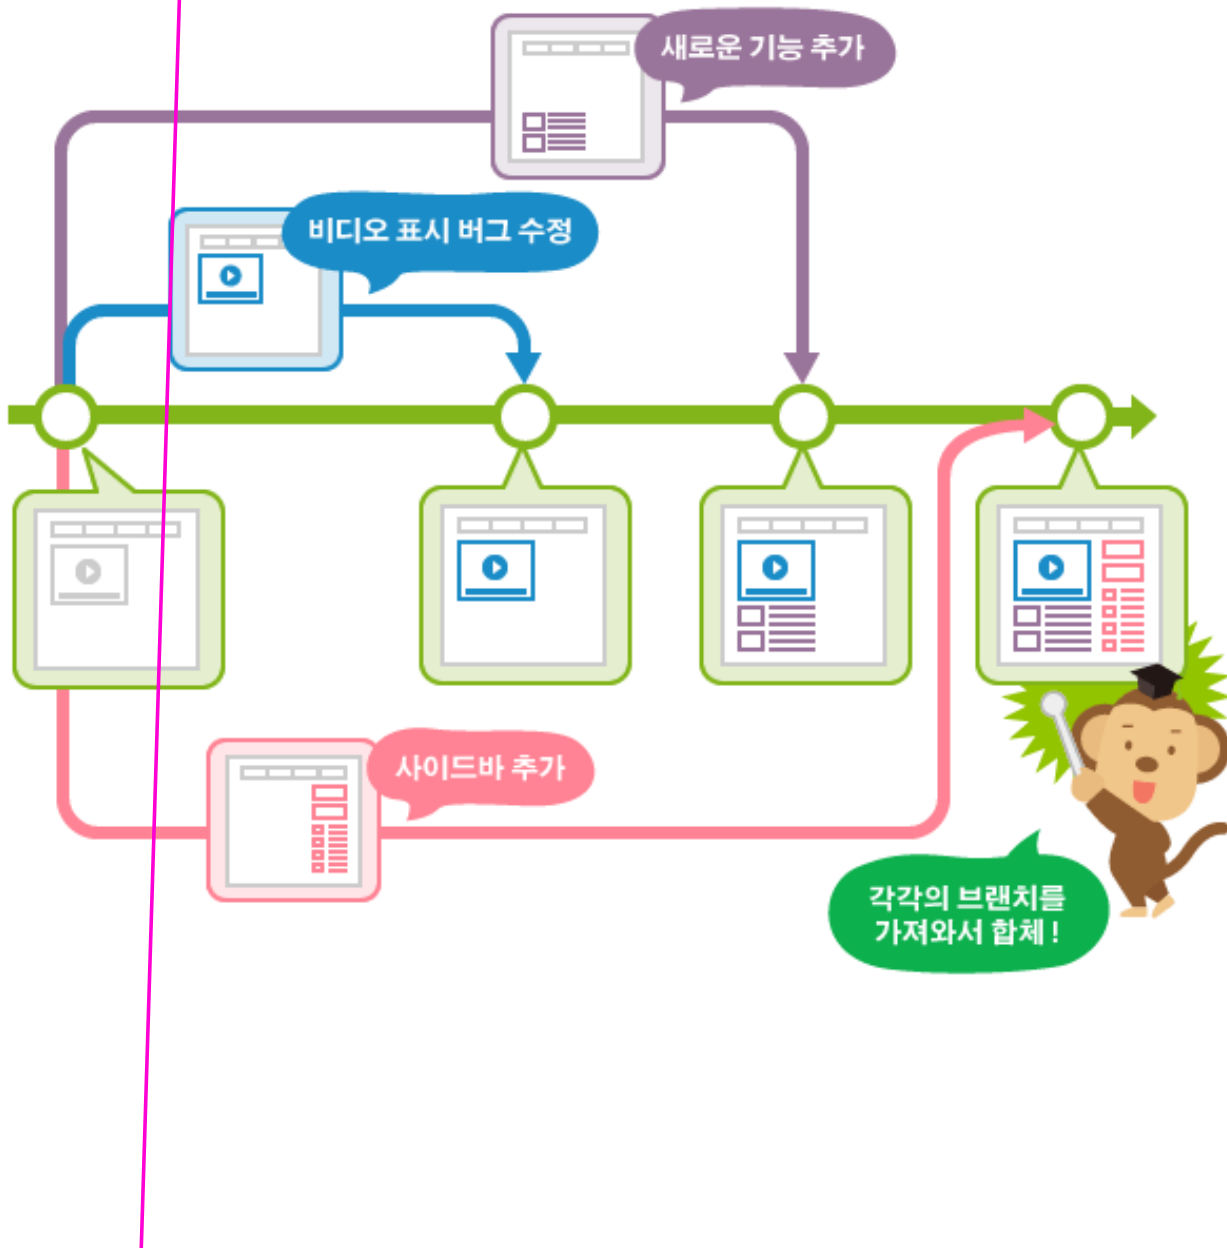 새로운 기능 추가
비디오 표시 버그 수정
사이드바 추가
각각의 브랜치를
가져와서 합체 !